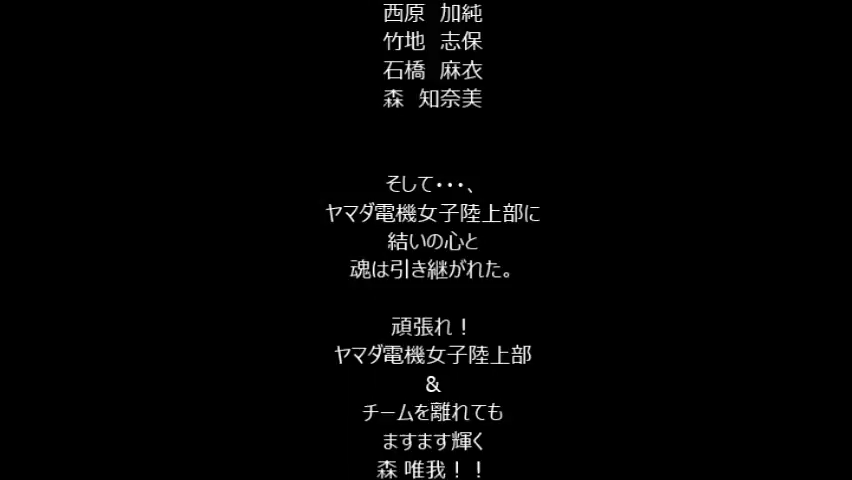 西原　加純
竹地　志保
石橋　麻衣
森　知奈美
そして・・・、
ヤマダ電機女子陸上部に
結いの心と
魂は引き継がれた。
頑張れ！
ヤマダ電機女子陸上部
&
チームを離れても
ますます輝く
森 唯我！！